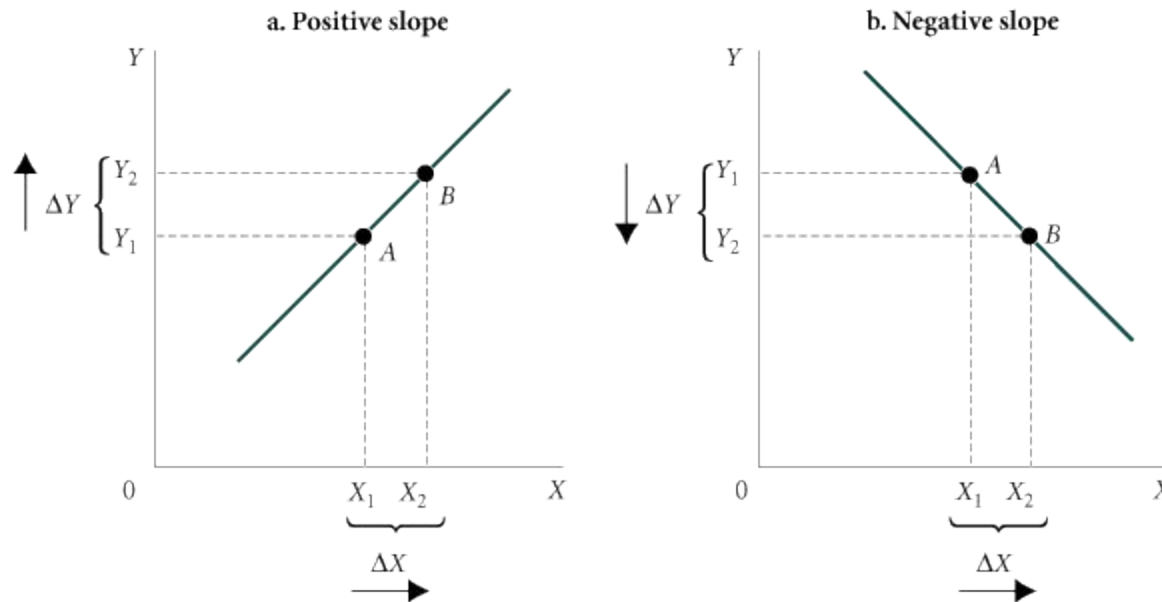 a. Positive slope
Y
Y₂
ΔY
Y₁
B
A
0
X₁ X₂ X
ΔX
b. Negative slope
Y
Y₁
ΔY
Y₂
A
B
0
X₁ X₂ X
ΔX